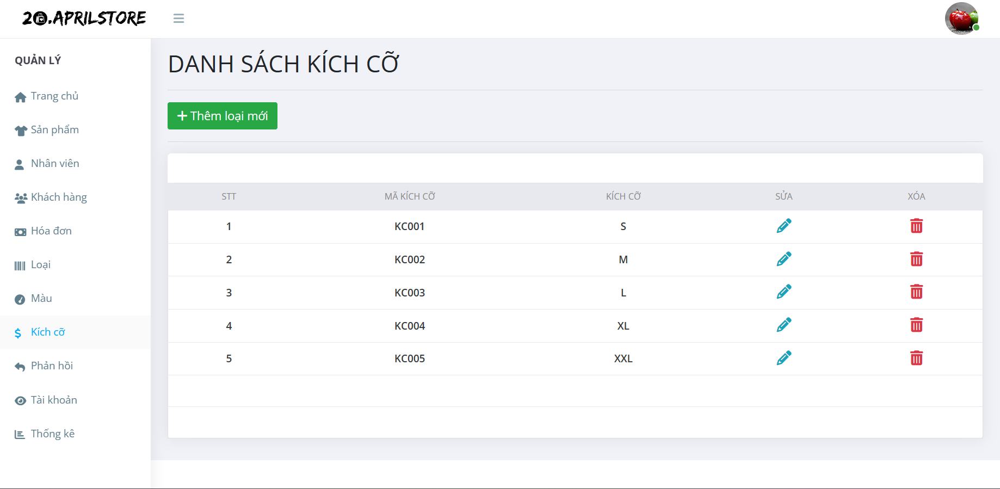 20.APRILSTORE
QUẢN LÝ
Trang chủ
Sản phẩm
Nhân viên
Khách hàng
Hóa đơn
Loại
Màu
Kích cỡ
Phản hồi
Tài khoản
Thống kê
DANH SÁCH KÍCH CỠ
Thêm loại mới
STT MÃ KÍCH CỠ KÍCH CỠ SỬA XÓA
1 KC001 S
2 KC002 M
3 KC003 L
4 KC004 XL
5 KC005 XXL